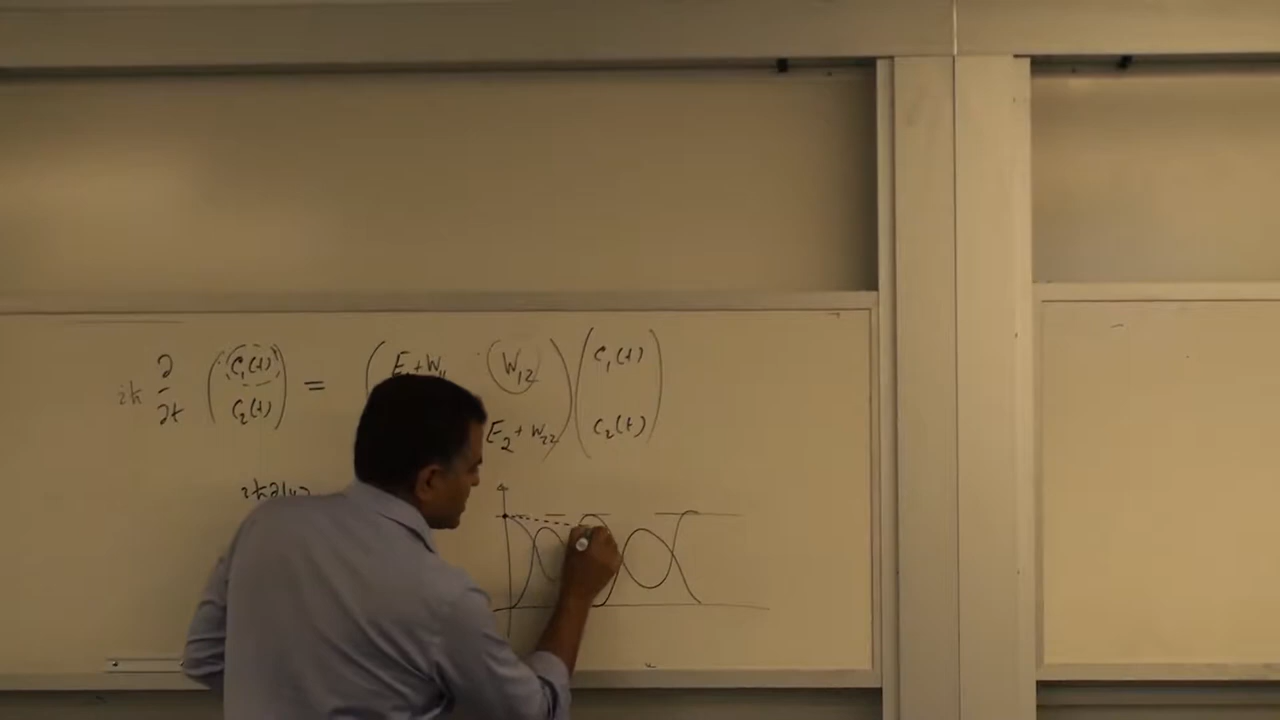 iħ ∂/∂t ( C₁(t) ) = ( E₁+W₁₁ W₁₂ ) ( C₁(t) )
( C₂(t) ) E₂+W₂₂ ) ( C₂(t) )
iħ∂